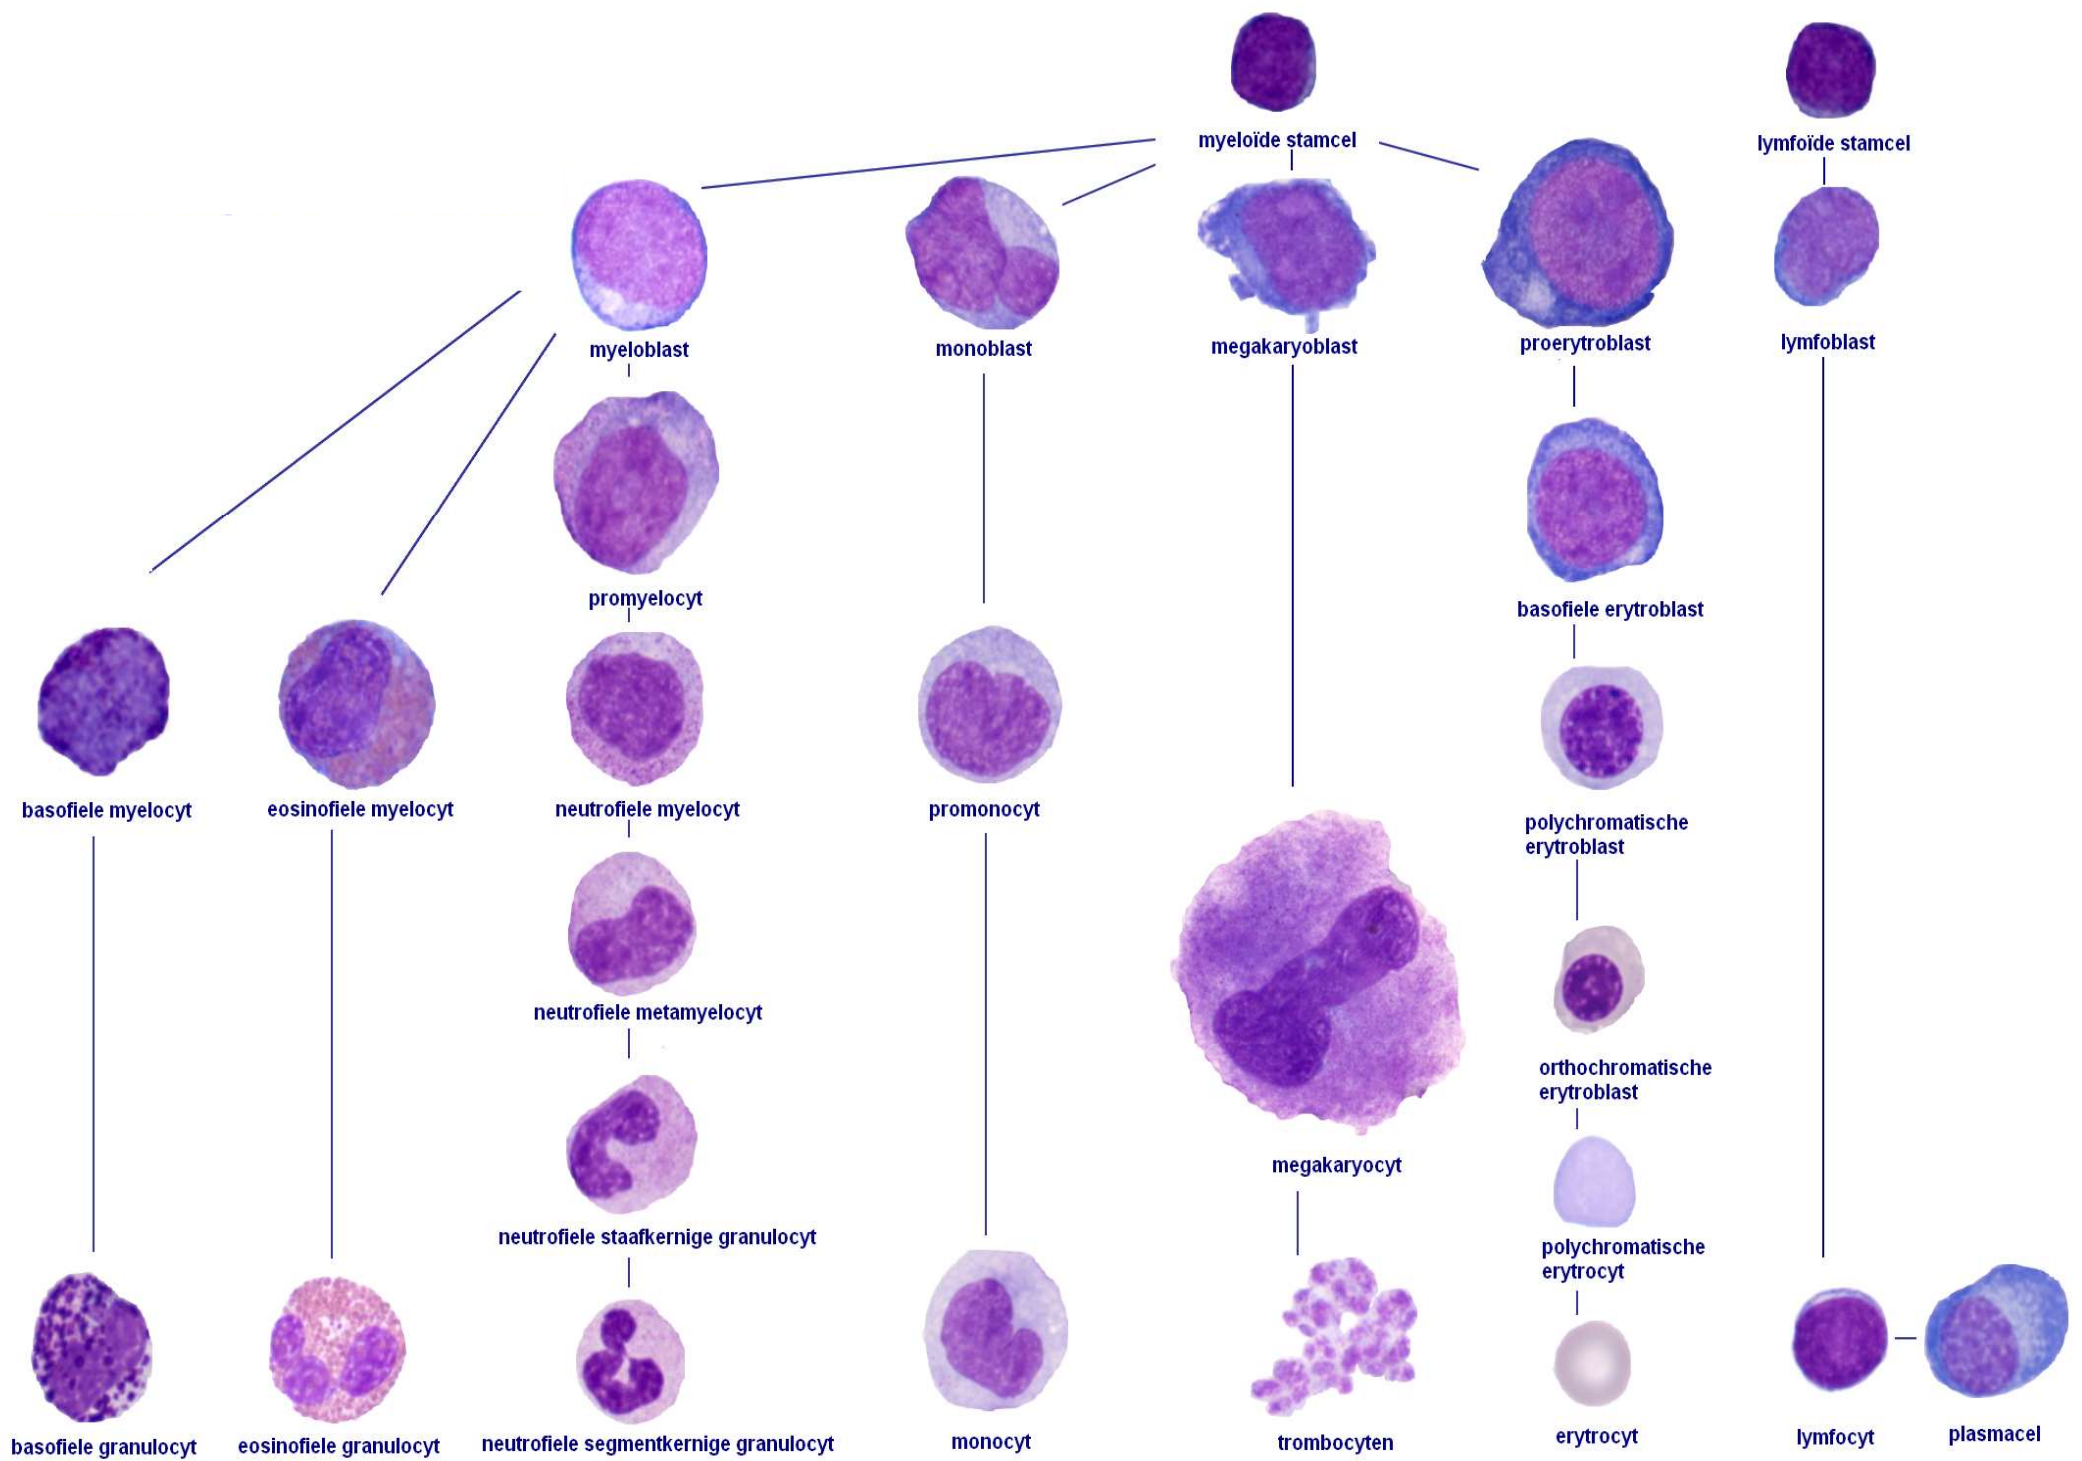 myeloïde stamcel
lymfoïde stamcel
myeloblast
monoblast
megakaryoblast
proerytroblast
lymfoblast
promyelocyt
basofiele erytroblast
basofiele myelocyt
eosinofiele myelocyt
neutrofiele myelocyt
promonocyt
polychromatische
erytroblast
neutrofiele metamyelocyt
orthochromatische
erytroblast
megakaryocyt
neutrofiele staafkernige granulocyt
polychromatische
erytrocyt
basofiele granulocyt
eosinofiele granulocyt
neutrofiele segmentkernige granulocyt
monocyt
trombocyten
erytrocyt
lymfocyt
plasmacel